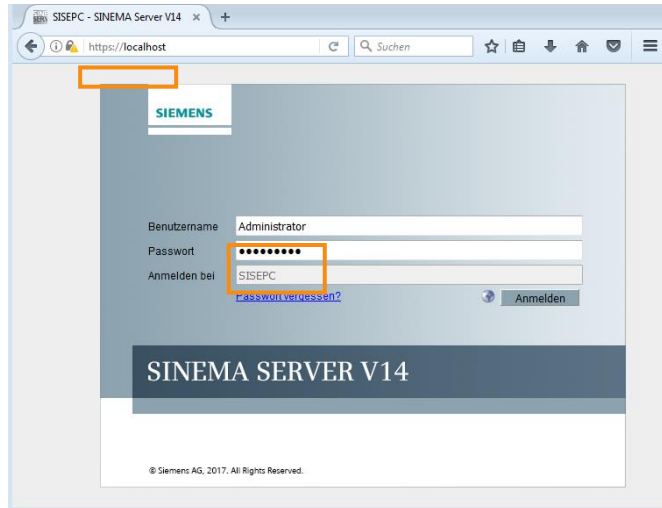 SISEPC - SINEMA Server V14
https://localhost
Suchen
SIEMENS
Benutzername Administrator
Passwort •••••••••
Anmelden bei SISEPC
Passwort vergessen?
Anmelden
SINEMA SERVER V14
© Siemens AG, 2017, All Rights Reserved.